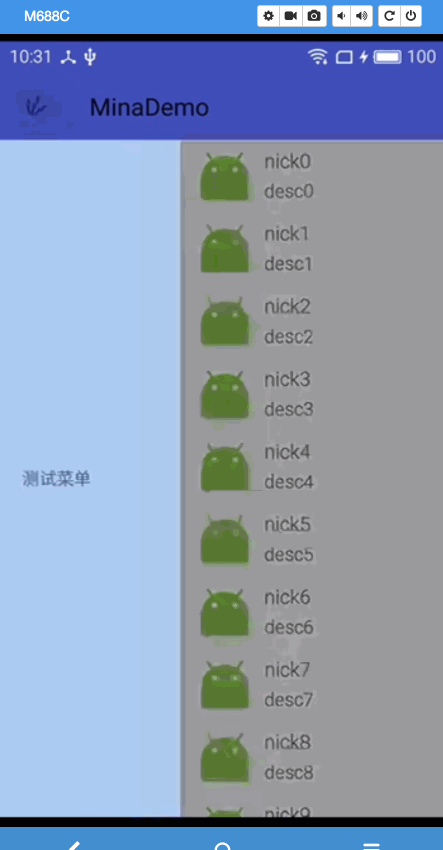 M688C
10:31
100
MinaDemo
nick0
desc0
nick1
desc1
nick2
desc2
nick3
desc3
nick4
desc4
测试菜单
nick5
desc5
nick6
desc6
nick7
desc7
nick8
desc8
nick9